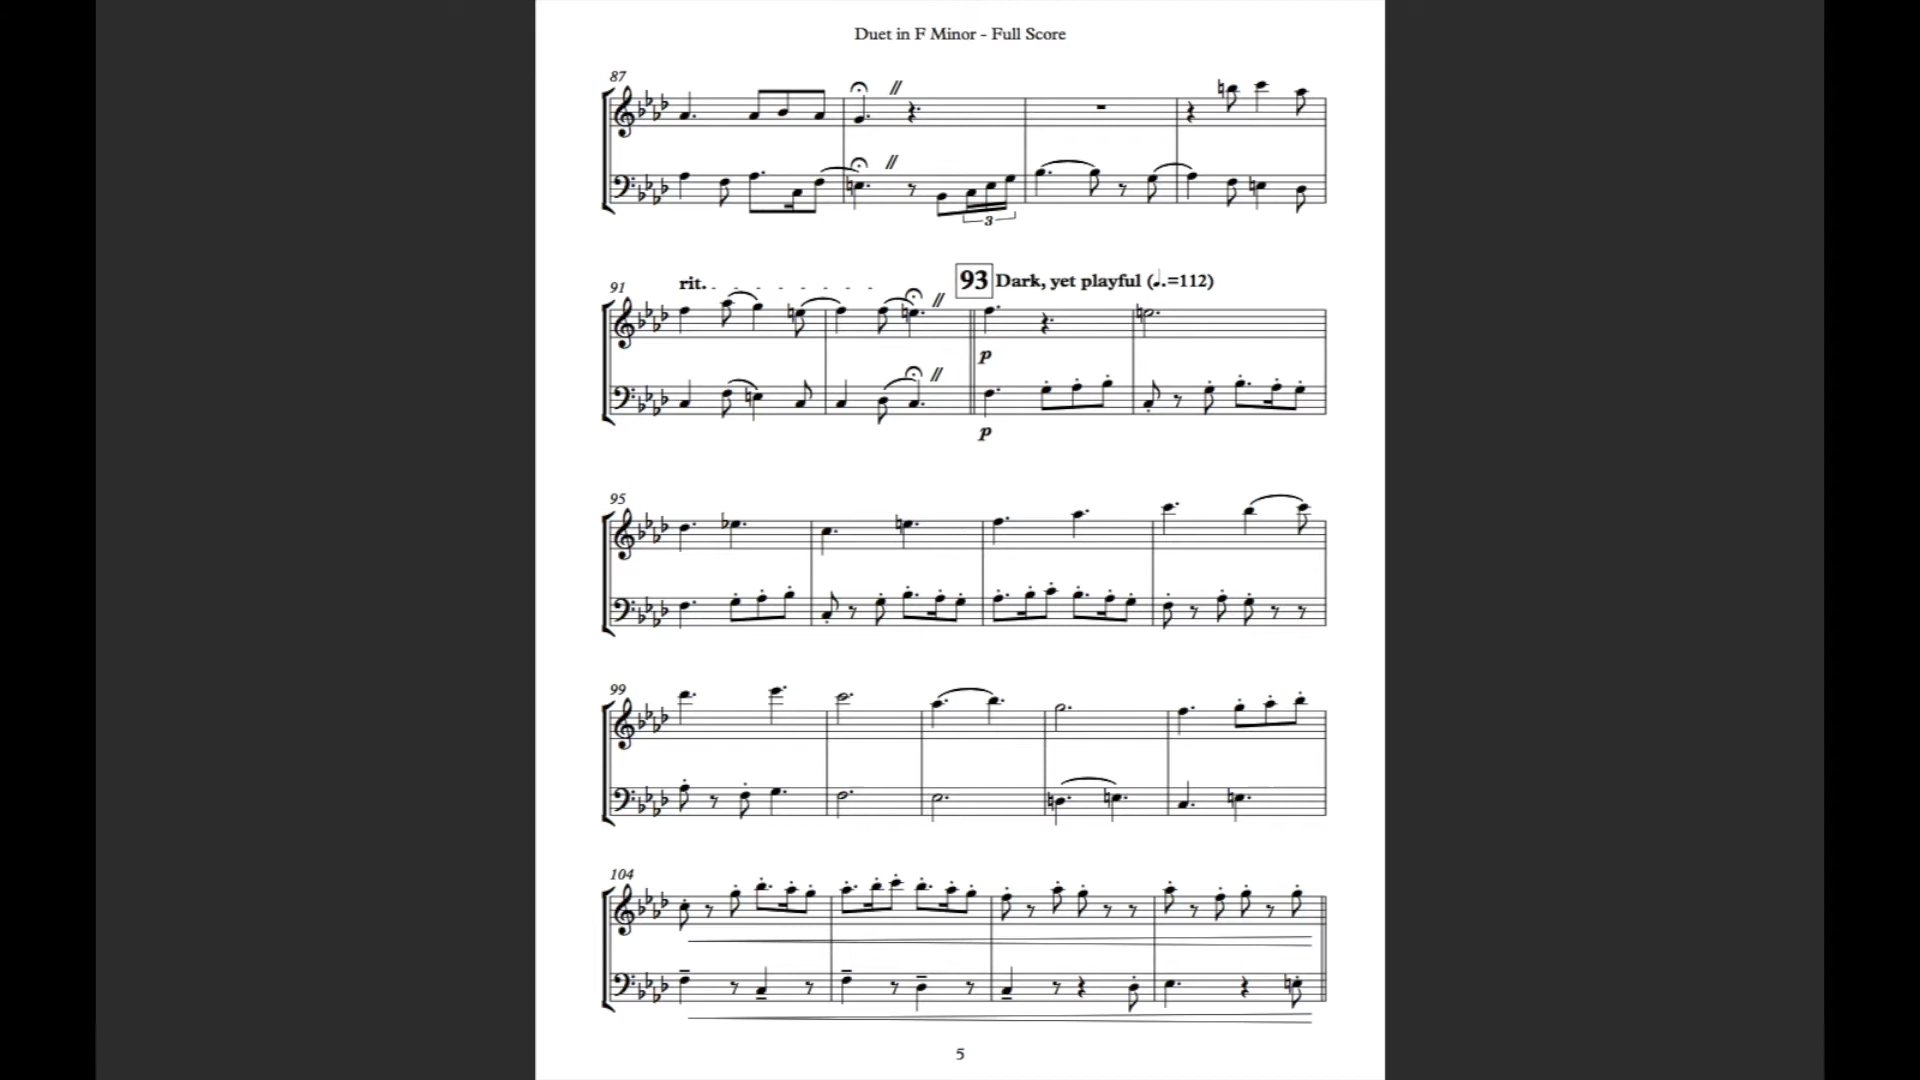 Duet in F Minor - Full Score
87
3
rit.
93 Dark, yet playful (♩.=112)
91
p
p
95
99
104
5